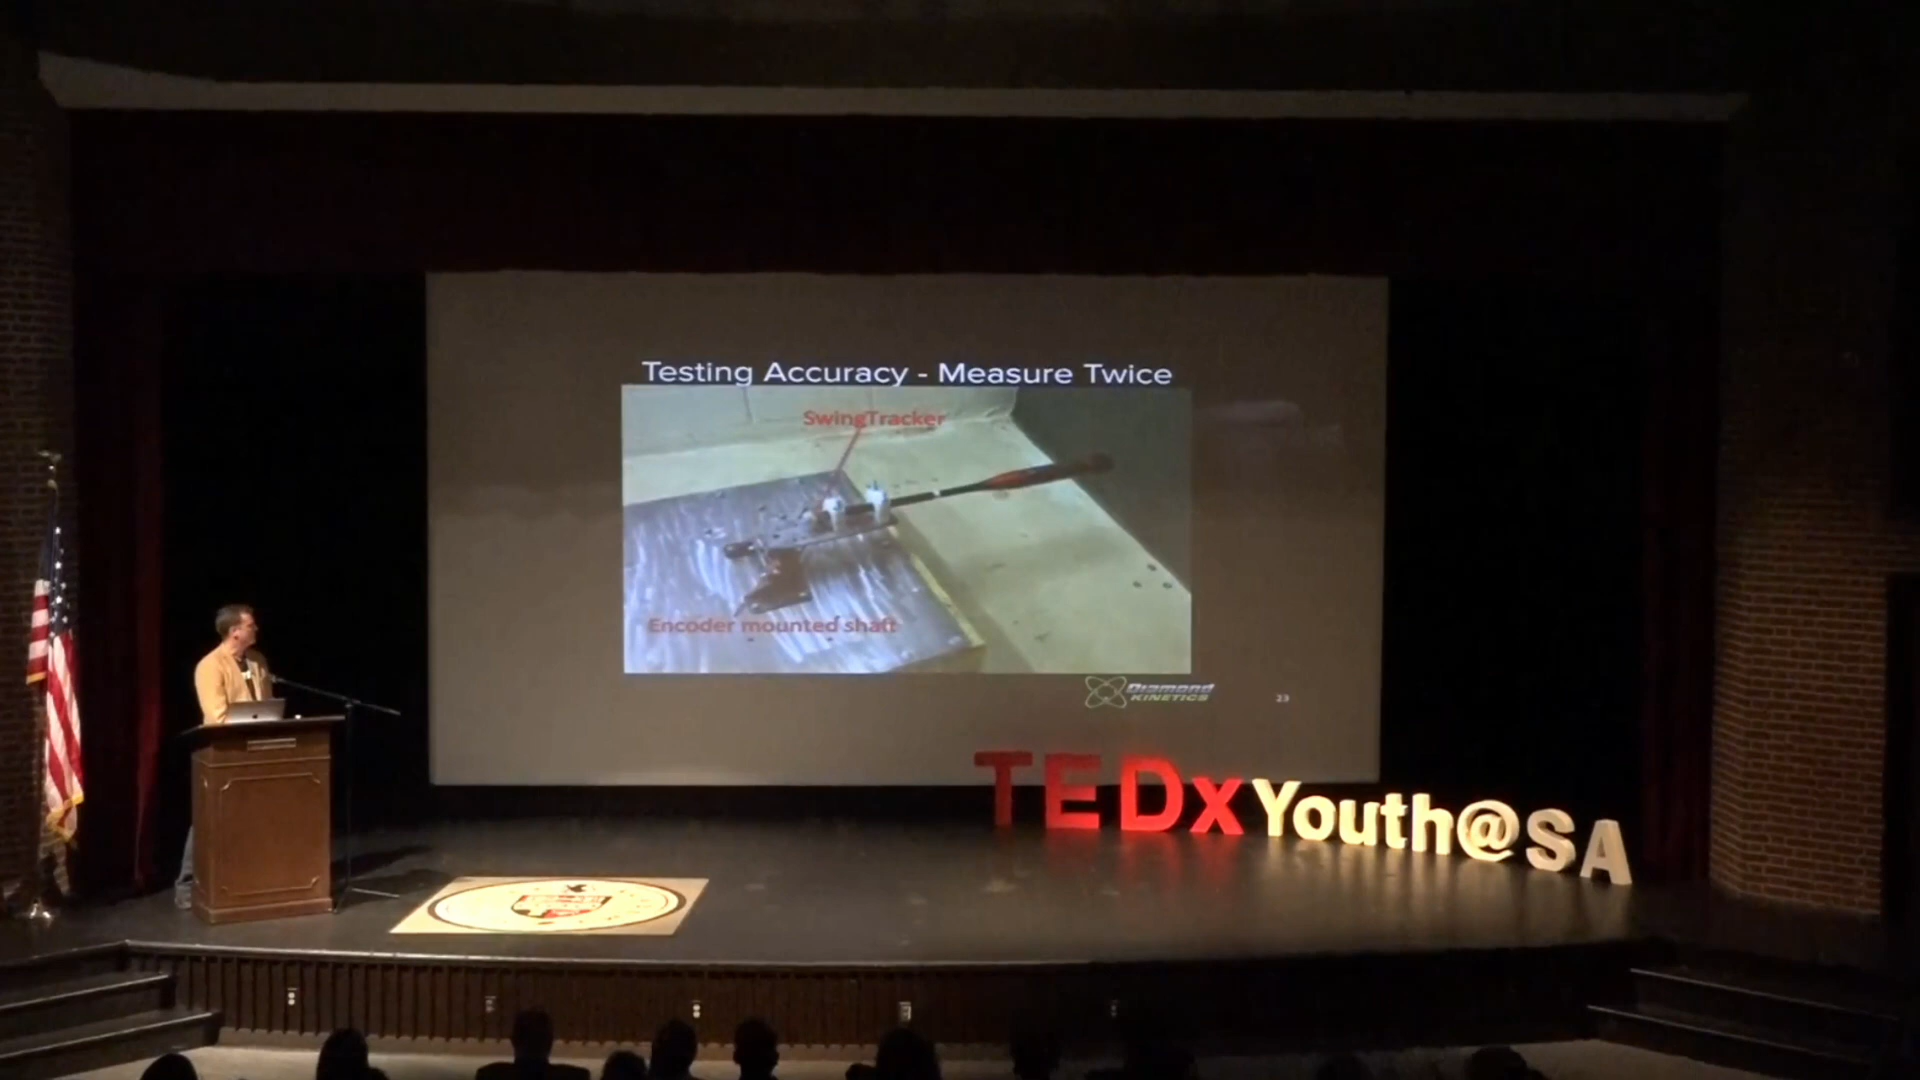 Testing Accuracy - Measure Twice
SwingTracker
Encoder mounted shaft
Diamond
KINETICS
23
TEDxYouth@SA